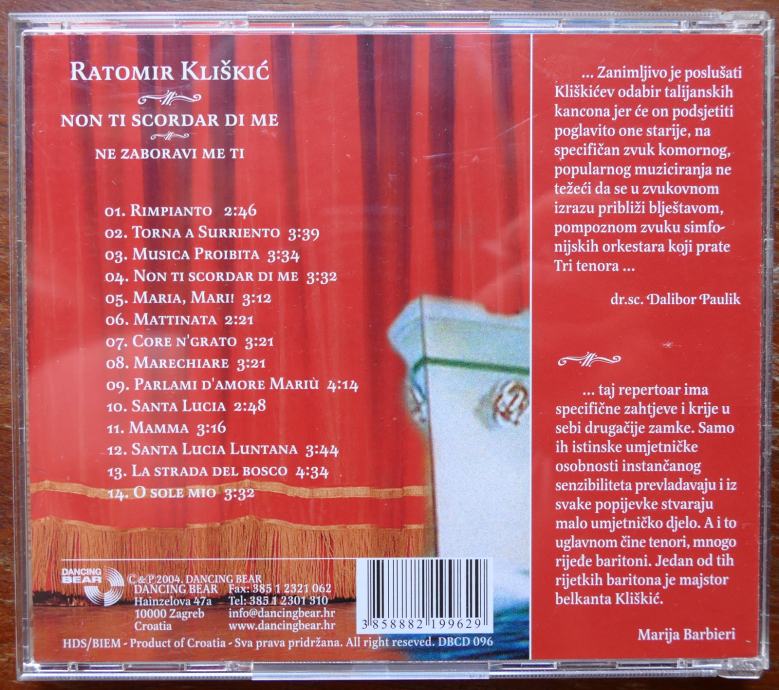 RATOMIR KLIŠKIĆ
NON TI SCORDAR DI ME
NE ZABORAVI ME TI
01. RIMPIANTO 2:46
02. TORNA A SURRIENTO 3:39
03. MUSICA PROIBITA 3:34
04. NON TI SCORDAR DI ME 3:32
05. MARIA, MARI! 3:12
06. MATTINATA 2:21
07. CORE N'GRATO 3:21
08. MARECHIARE 3:21
09. PARLAMI D'AMORE MARIÙ 4:14
10. SANTA LUCIA 2:48
11. MAMMA 3:16
12. SANTA LUCIA LUNTANA 3:44
13. LA STRADA DEL BOSCO 4:34
14. O SOLE MIO 3:32
DANCING
BEAR
© & ℗ 2004. DANCING BEAR
DANCING BEAR Fax: 385 1 2321 062
Hainzelova 47a Tel: 385 1 2301 310
10000 Zagreb info@dancingbear.hr
Croatia www.dancingbear.hr
3 858882 199629
HDS/BIEM - Product of Croatia - Sva prava pridržana. All right reseved. DBCD 096
... Zanimljivo je poslušati
Kliškićev odabir talijanskih
kancona jer će on podsjetiti
poglavito one starije, na
specifičan zvuk komornog,
popularnog muziciranja ne
težeći da se u zvukovnom
izrazu približi blještavom,
pompoznom zvuku simfo-
nijskih orkestara koji prate
Tri tenora ...
dr.sc. Dalibor Paulik
... taj repertoar ima
specifične zahtjeve i krije u
sebi drugačije zamke. Samo
ih istinske umjetničke
osobnosti instančanog
senzibiliteta prevladavaju i iz
svake popijevke stvaraju
malo umjetničko djelo. A i to
uglavnom čine tenori, mnogo
rijeđe baritoni. Jedan od tih
rijetkih baritona je majstor
belkanta Kliškić.
Marija Barbieri